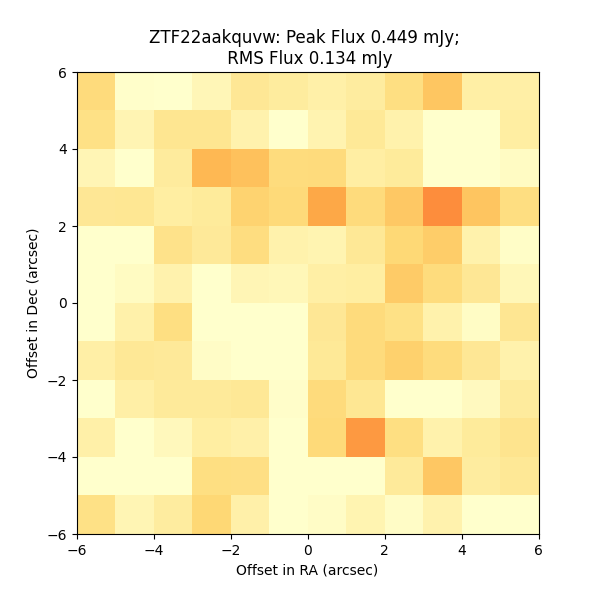 ZTF22aakquvw: Peak Flux 0.449 mJy;
RMS Flux 0.134 mJy
6
4
2
0
−2
−4
−6
Offset in Dec (arcsec)
−6 −4 −2 0 2 4 6
Offset in RA (arcsec)